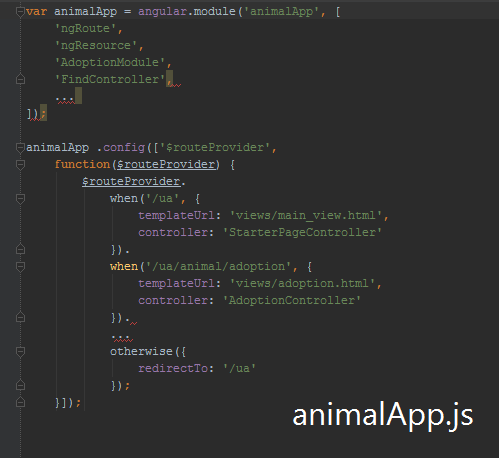 var animalApp = angular.module('animalApp', [
    'ngRoute',
    'ngResource',
    'AdoptionModule',
    'FindController',
    ...
]);
animalApp .config(['$routeProvider',
    function($routeProvider) {
        $routeProvider.
            when('/ua', {
                templateUrl: 'views/main_view.html',
                controller: 'StarterPageController'
            }).
            when('/ua/animal/adoption', {
                templateUrl: 'views/adoption.html',
                controller: 'AdoptionController'
            }).
            ...
            otherwise({
                redirectTo: '/ua'
            });
    }]);
animalApp.js